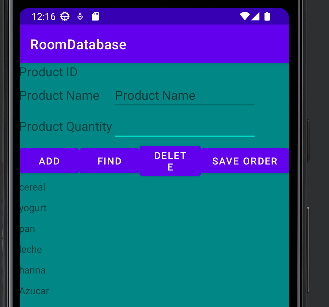 12:16
RoomDatabase
Product ID
Product Name Product Name
Product Quantity
ADD FIND DELET
E SAVE ORDER
cereal
yogurt
pan
leche
harina
Azucar